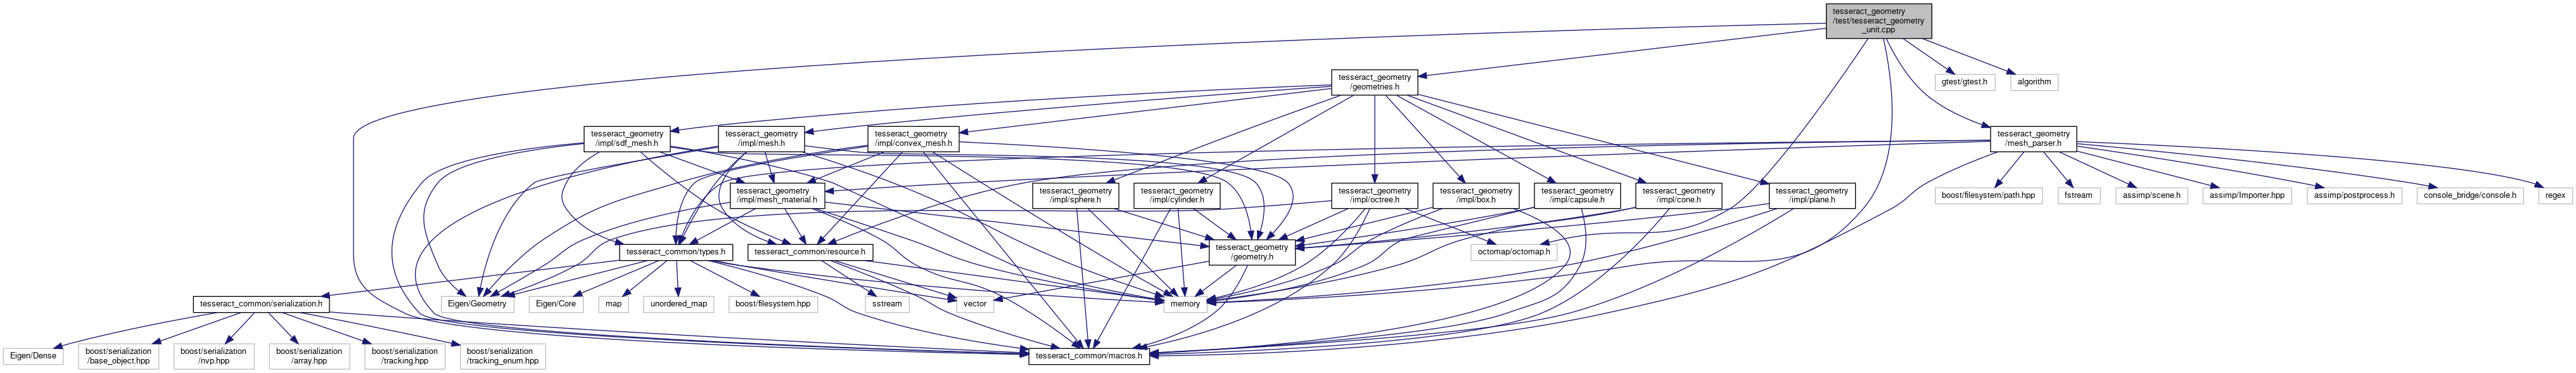 tesseract_geometry
/test/tesseract_geometry
_unit.cpp
tesseract_geometry
/geometries.h
gtest/gtest.h
algorithm
tesseract_geometry
/impl/sdf_mesh.h
tesseract_geometry
/impl/mesh.h
tesseract_geometry
/impl/convex_mesh.h
tesseract_geometry
/mesh_parser.h
tesseract_geometry
/impl/mesh_material.h
tesseract_geometry
/impl/sphere.h
tesseract_geometry
/impl/cylinder.h
tesseract_geometry
/impl/octree.h
tesseract_geometry
/impl/box.h
tesseract_geometry
/impl/capsule.h
tesseract_geometry
/impl/cone.h
tesseract_geometry
/impl/plane.h
boost/filesystem/path.hpp
fstream
assimp/scene.h
assimp/Importer.hpp
assimp/postprocess.h
console_bridge/console.h
regex
tesseract_common/types.h
tesseract_common/resource.h
tesseract_geometry
/geometry.h
octomap/octomap.h
tesseract_common/serialization.h
Eigen/Geometry
Eigen/Core
map
unordered_map
boost/filesystem.hpp
sstream
vector
memory
Eigen/Dense
boost/serialization
/base_object.hpp
boost/serialization
/nvp.hpp
boost/serialization
/array.hpp
boost/serialization
/tracking.hpp
boost/serialization
/tracking_enum.hpp
tesseract_common/macros.h